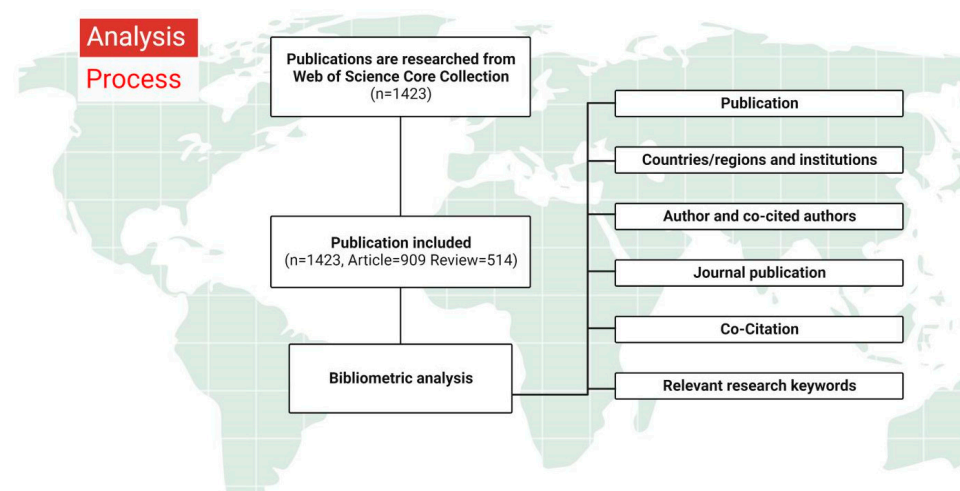 Analysis
Process
Publications are researched from
Web of Science Core Collection
(n=1423)
Publication included
(n=1423, Article=909 Review=514)
Bibliometric analysis
Publication
Countries/regions and institutions
Author and co-cited authors
Journal publication
Co-Citation
Relevant research keywords